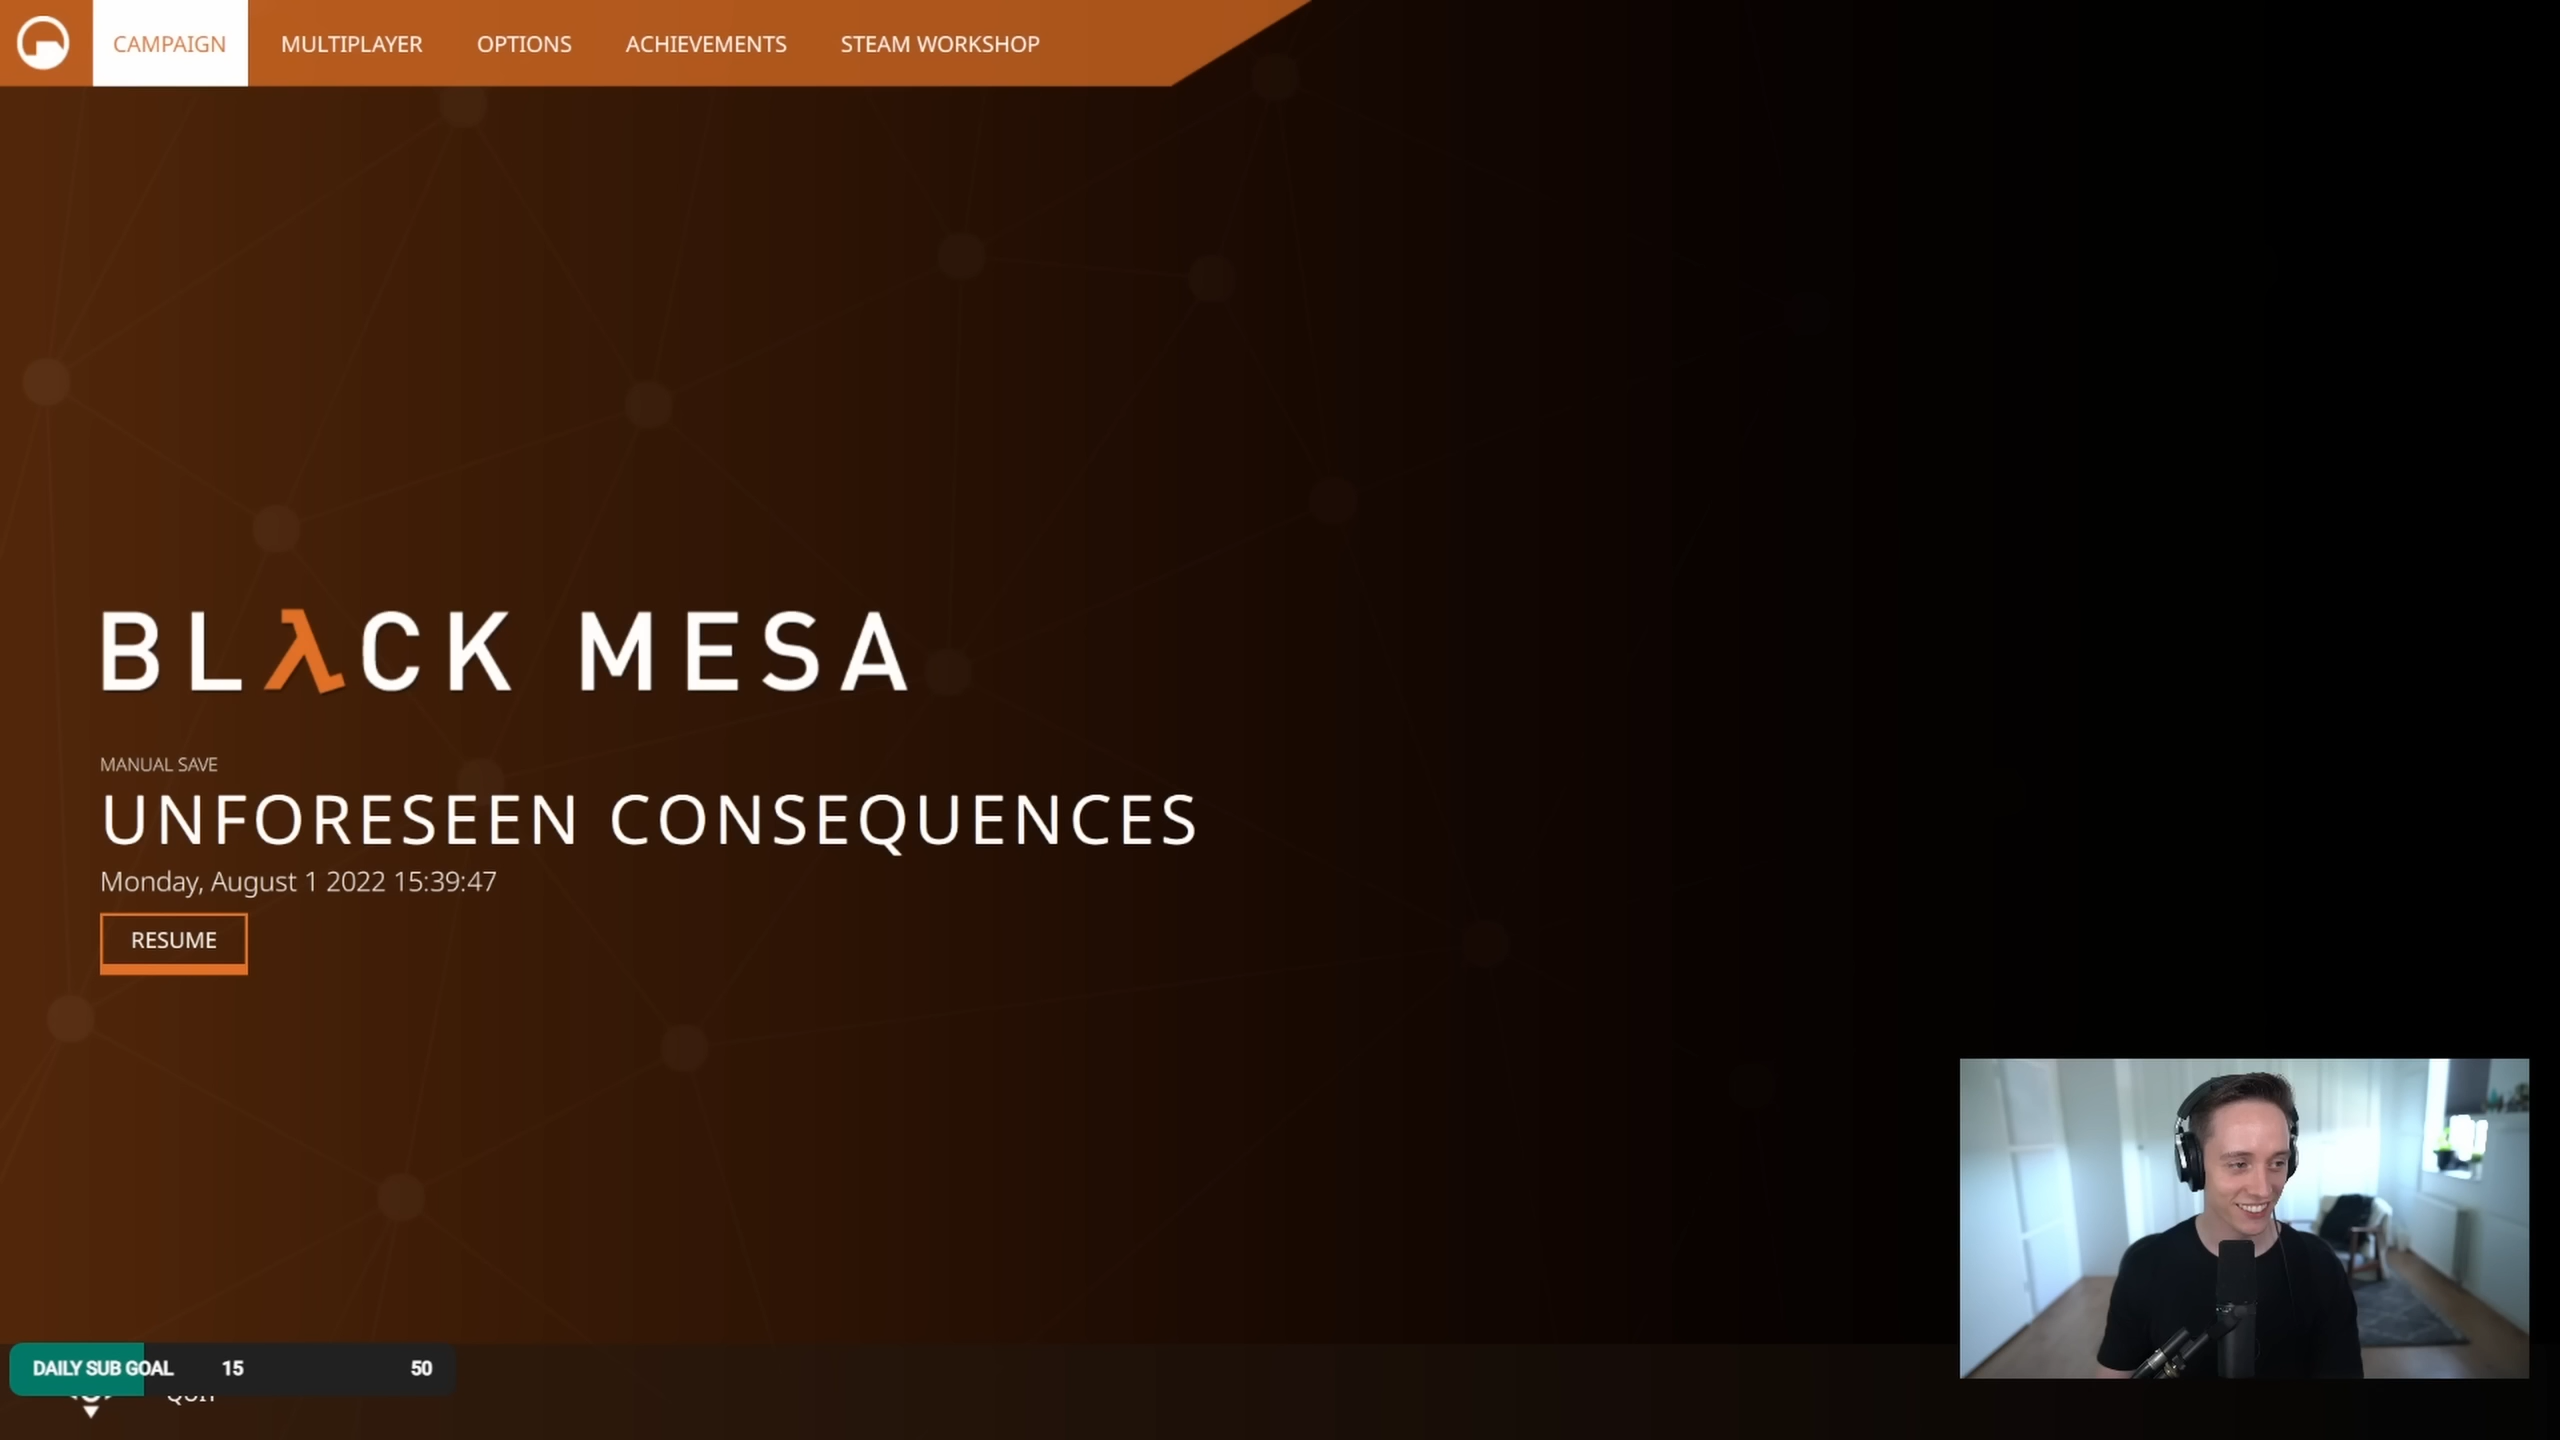 CAMPAIGN MULTIPLAYER OPTIONS ACHIEVEMENTS STEAM WORKSHOP
BLλCK MESA
MANUAL SAVE
UNFORESEEN CONSEQUENCES
Monday, August 1 2022 15:39:47
RESUME
DAILY SUB GOAL 15 50
QUIT